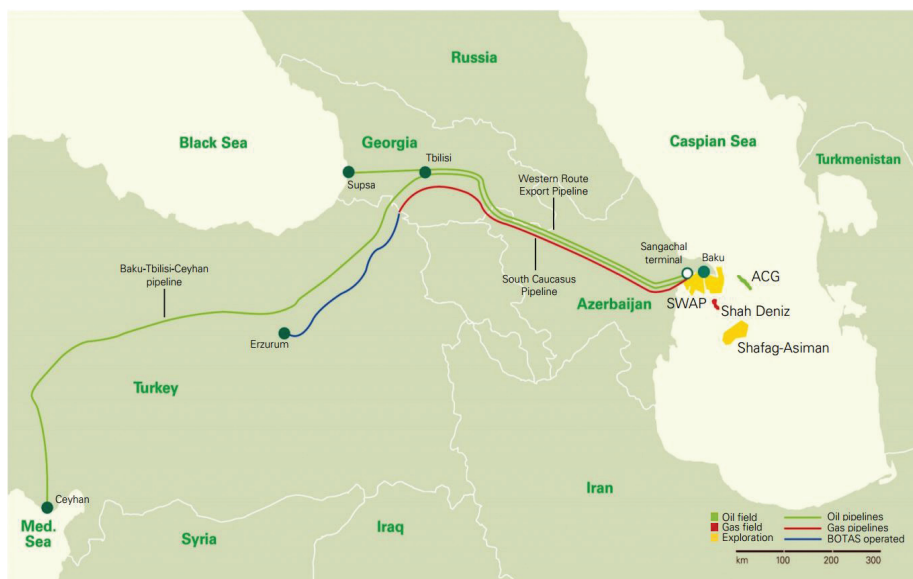 Russia
Black Sea
Georgia
Caspian Sea
Turkmenistan
Tbilisi
Supsa
Western Route
Export Pipeline
Sangachal
terminal
Baku
Baku-Tbilisi-Ceyhan
pipeline
South Caucasus
Pipeline
ACG
Azerbaijan
SWAP
Shah Deniz
Erzurum
Shafag-Asiman
Turkey
Iran
Ceyhan
Med.
Sea
Syria
Iraq
Oil field
Oil pipelines
Gas field
Gas pipelines
Exploration
BOTAS operated
km 100 200 300